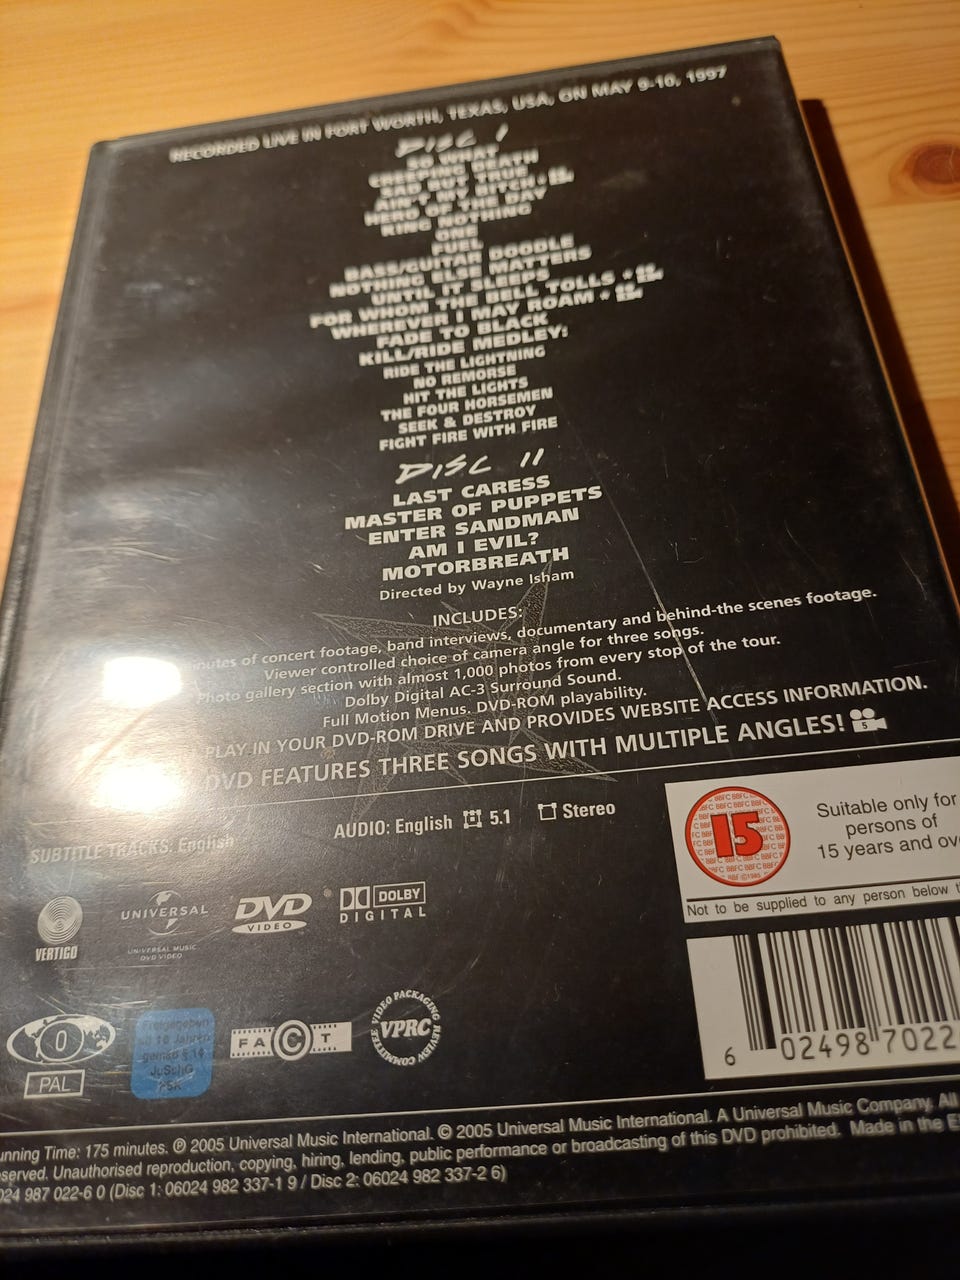 RECORDED LIVE IN FORT WORTH, TEXAS, USA, ON MAY 9-10, 1997
DISC I
SO WHAT
CREEPING DEATH
SAD BUT TRUE
AIN'T MY BITCH •
HERO OF THE DAY
KING NOTHING
ONE
FUEL
BASS/GUITAR DOODLE
NOTHING ELSE MATTERS
UNTIL IT SLEEPS
FOR WHOM THE BELL TOLLS •
WHEREVER I MAY ROAM •
FADE TO BLACK
KILL/RIDE MEDLEY:
RIDE THE LIGHTNING
NO REMORSE
HIT THE LIGHTS
THE FOUR HORSEMEN
SEEK & DESTROY
FIGHT FIRE WITH FIRE
DISC II
LAST CARESS
MASTER OF PUPPETS
ENTER SANDMAN
AM I EVIL?
MOTORBREATH
Directed by Wayne Isham
INCLUDES:
minutes of concert footage, band interviews, documentary and behind-the scenes footage.
Viewer controlled choice of camera angle for three songs.
Photo gallery section with almost 1,000 photos from every stop of the tour.
Dolby Digital AC-3 Surround Sound.
Full Motion Menus. DVD-ROM playability.
PLAY IN YOUR DVD-ROM DRIVE AND PROVIDES WEBSITE ACCESS INFORMATION.
DVD FEATURES THREE SONGS WITH MULTIPLE ANGLES! 5
AUDIO: English 5.1 Stereo
SUBTITLE TRACKS: English
15
Suitable only for
persons of
15 years and ove
Not to be supplied to any person below t
VERTIGO
UNIVERSAL
UNIVERSAL MUSIC
DVD VIDEO
DVD
VIDEO
DOLBY
DIGITAL
0
PAL
Freigegeben
ab 16 Jahren
gemäß § 14
JuSchG
FSK
FACT
VIDEO PACKAGING REVIEW COMMITTEE
VPRC
6 02498 7022
unning Time: 175 minutes. ℗ 2005 Universal Music International. © 2005 Universal Music International. A Universal Music Company. All
served. Unauthorised reproduction, copying, hiring, lending, public performance or broadcasting of this DVD prohibited. Made in the E
024 987 022-6 0 (Disc 1: 06024 982 337-1 9 / Disc 2: 06024 982 337-2 6)